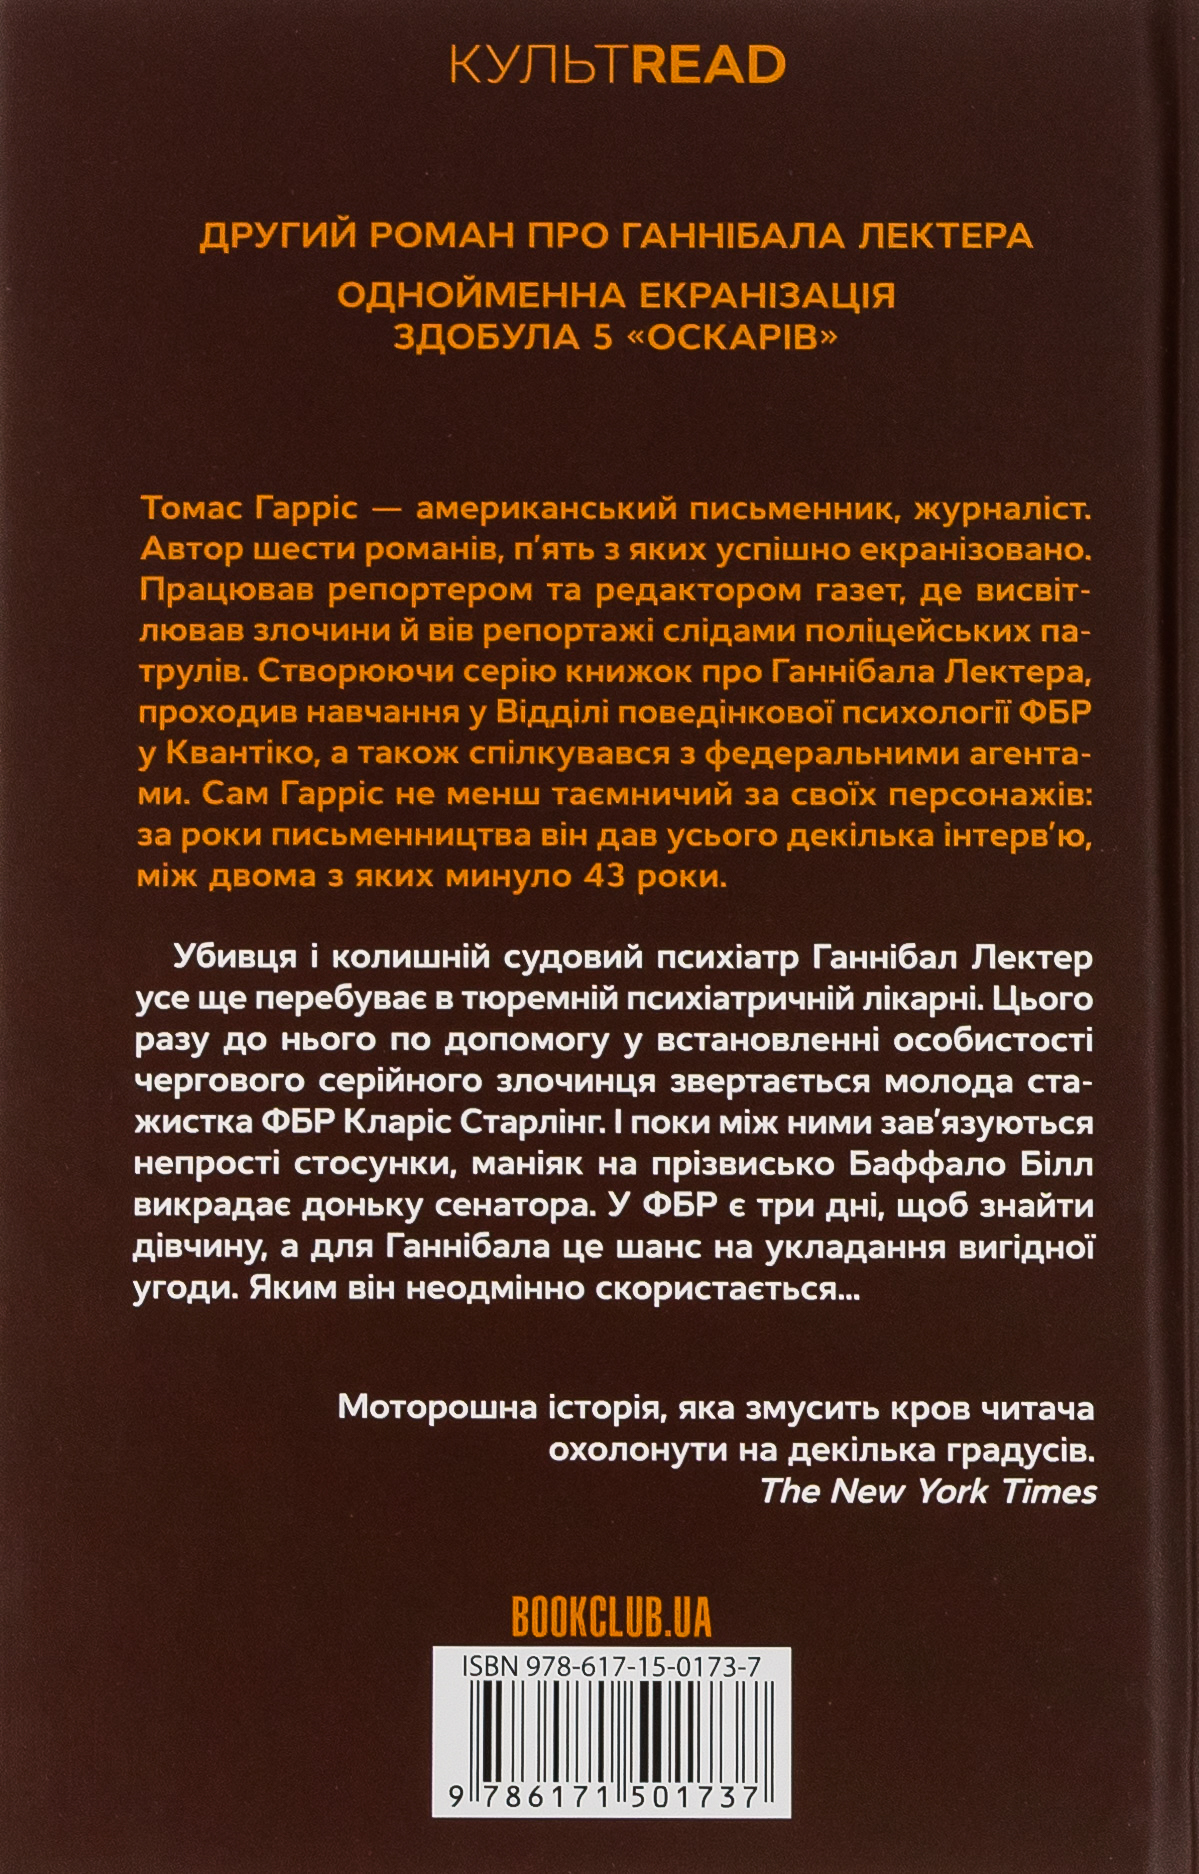 КУЛЬТREAD
ДРУГИЙ РОМАН ПРО ГАННІБАЛА ЛЕКТЕРА
ОДНОЙМЕННА ЕКРАНІЗАЦІЯ
ЗДОБУЛА 5 «ОСКАРІВ»
Томас Гарріс — американський письменник, журналіст.
Автор шести романів, п’ять з яких успішно екранізовано.
Працював репортером та редактором газет, де висвіт-
лював злочини й вів репортажі слідами поліцейських па-
трулів. Створюючи серію книжок про Ганнібала Лектера,
проходив навчання у Відділі поведінкової психології ФБР
у Квантіко, а також спілкувався з федеральними агента-
ми. Сам Гарріс не менш таємничий за своїх персонажів:
за роки письменництва він дав усього декілька інтерв’ю,
між двома з яких минуло 43 роки.
Убивця і колишній судовий психіатр Ганнібал Лектер
усе ще перебуває в тюремній психіатричній лікарні. Цього
разу до нього по допомогу у встановленні особистості
чергового серійного злочинця звертається молода ста-
жистка ФБР Кларіс Старлінг. І поки між ними зав’язуються
непрості стосунки, маніяк на прізвисько Баффало Білл
викрадає доньку сенатора. У ФБР є три дні, щоб знайти
дівчину, а для Ганнібала це шанс на укладання вигідної
угоди. Яким він неодмінно скористається...
Моторошна історія, яка змусить кров читача
охолонути на декілька градусів.
The New York Times
BOOKCLUB.UA
ISBN 978-617-15-0173-7
9 786171 501737